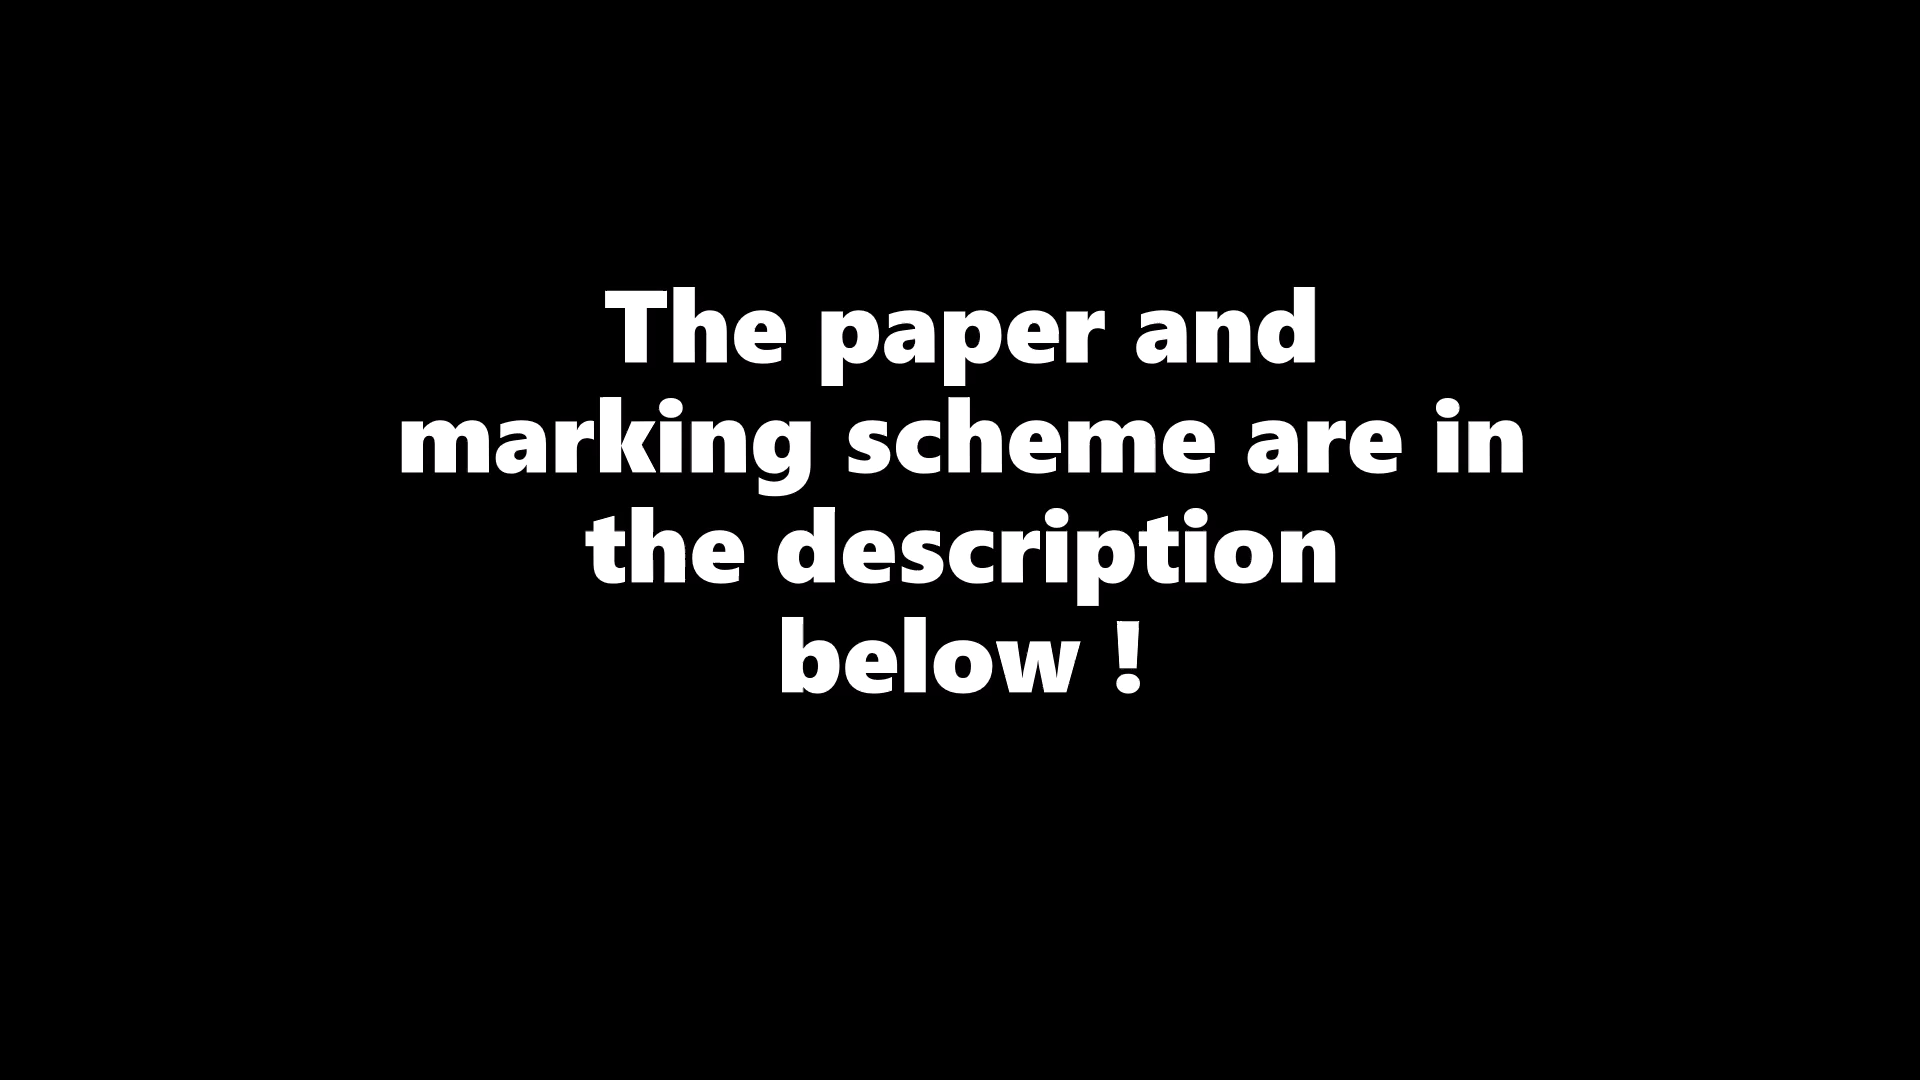 The paper and
marking scheme are in
the description
below !